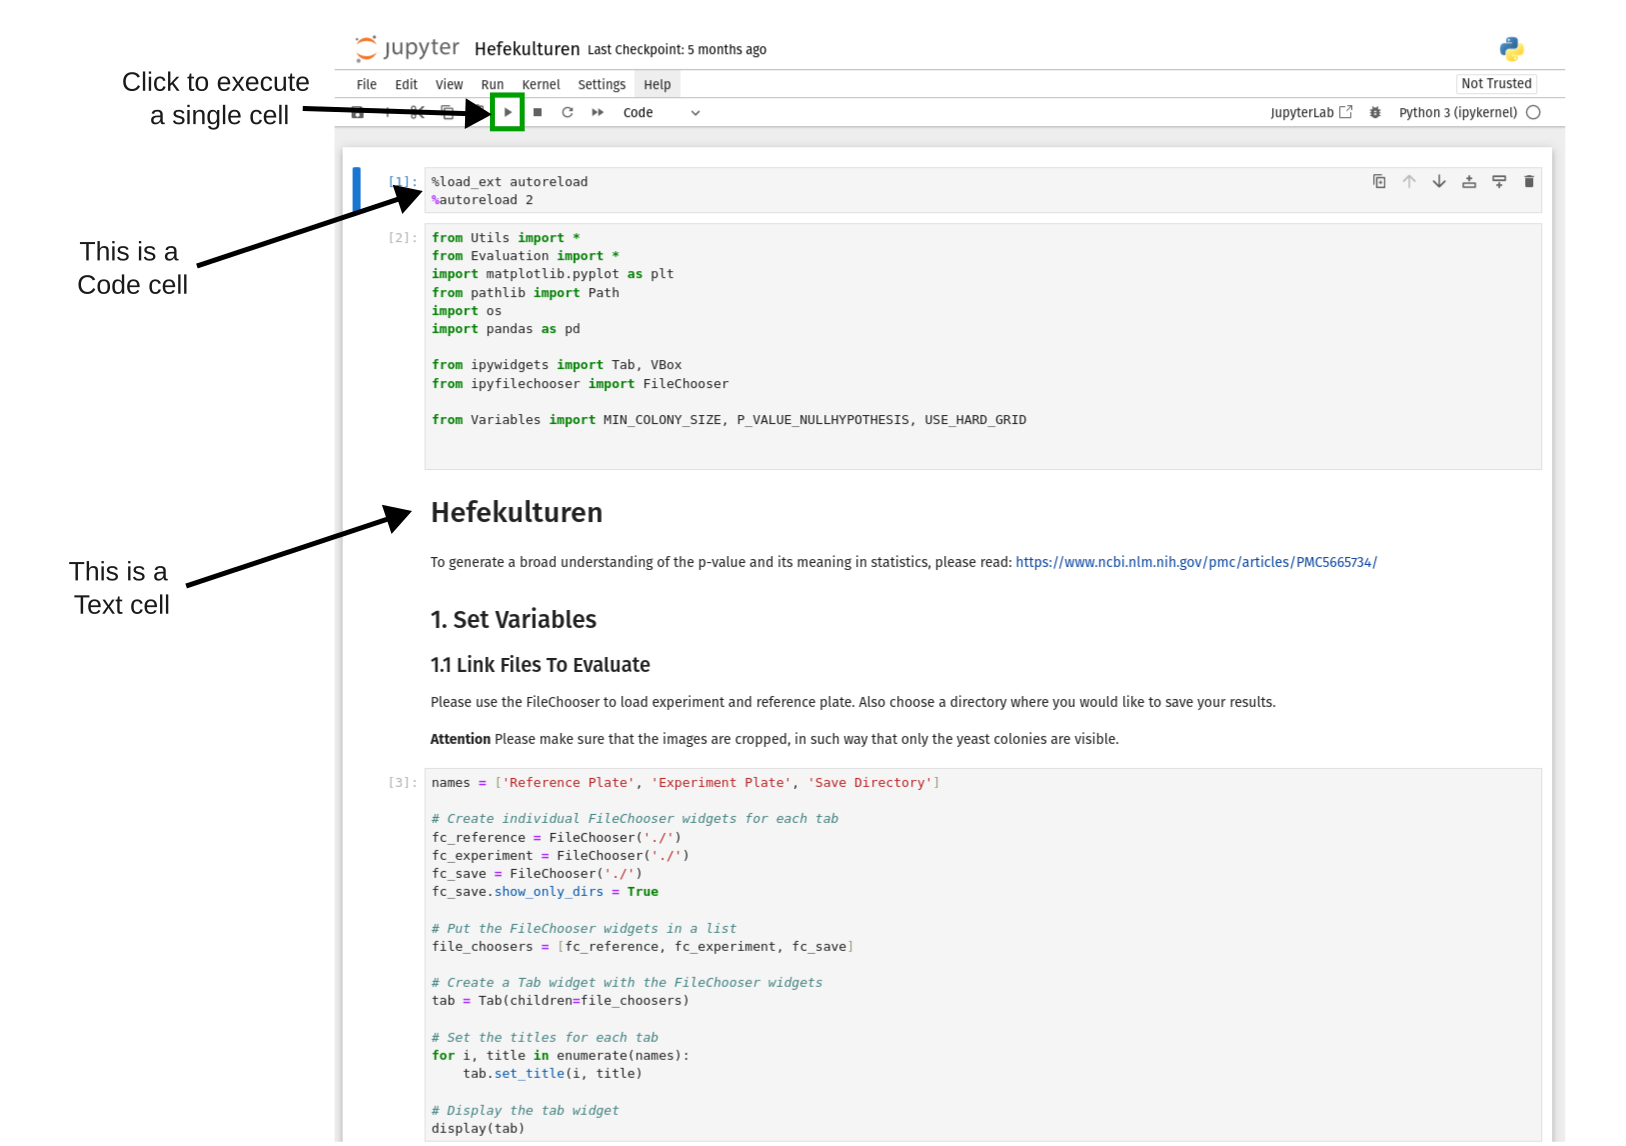 jupyter Hefekulturen Last Checkpoint: 5 months ago
Click to execute
a single cell
File Edit View Run Kernel Settings Help
Not Trusted
Code
JupyterLab
Python 3 (ipykernel)
[1]:
%load_ext autoreload
%autoreload 2
This is a
Code cell
[2]:
from Utils import *
from Evaluation import *
import matplotlib.pyplot as plt
from pathlib import Path
import os
import pandas as pd
from ipywidgets import Tab, VBox
from ipyfilechooser import FileChooser
from Variables import MIN_COLONY_SIZE, P_VALUE_NULLHYPOTHESIS, USE_HARD_GRID
Hefekulturen
To generate a broad understanding of the p-value and its meaning in statistics, please read: https://www.ncbi.nlm.nih.gov/pmc/articles/PMC5665734/
This is a
Text cell
1. Set Variables
1.1 Link Files To Evaluate
Please use the FileChooser to load experiment and reference plate. Also choose a directory where you would like to save your results.
Attention Please make sure that the images are cropped, in such way that only the yeast colonies are visible.
[3]:
names = ['Reference Plate', 'Experiment Plate', 'Save Directory']
# Create individual FileChooser widgets for each tab
fc_reference = FileChooser('./')
fc_experiment = FileChooser('./')
fc_save = FileChooser('./')
fc_save.show_only_dirs = True
# Put the FileChooser widgets in a list
file_choosers = [fc_reference, fc_experiment, fc_save]
# Create a Tab widget with the FileChooser widgets
tab = Tab(children=file_choosers)
# Set the titles for each tab
for i, title in enumerate(names):
    tab.set_title(i, title)
# Display the tab widget
display(tab)